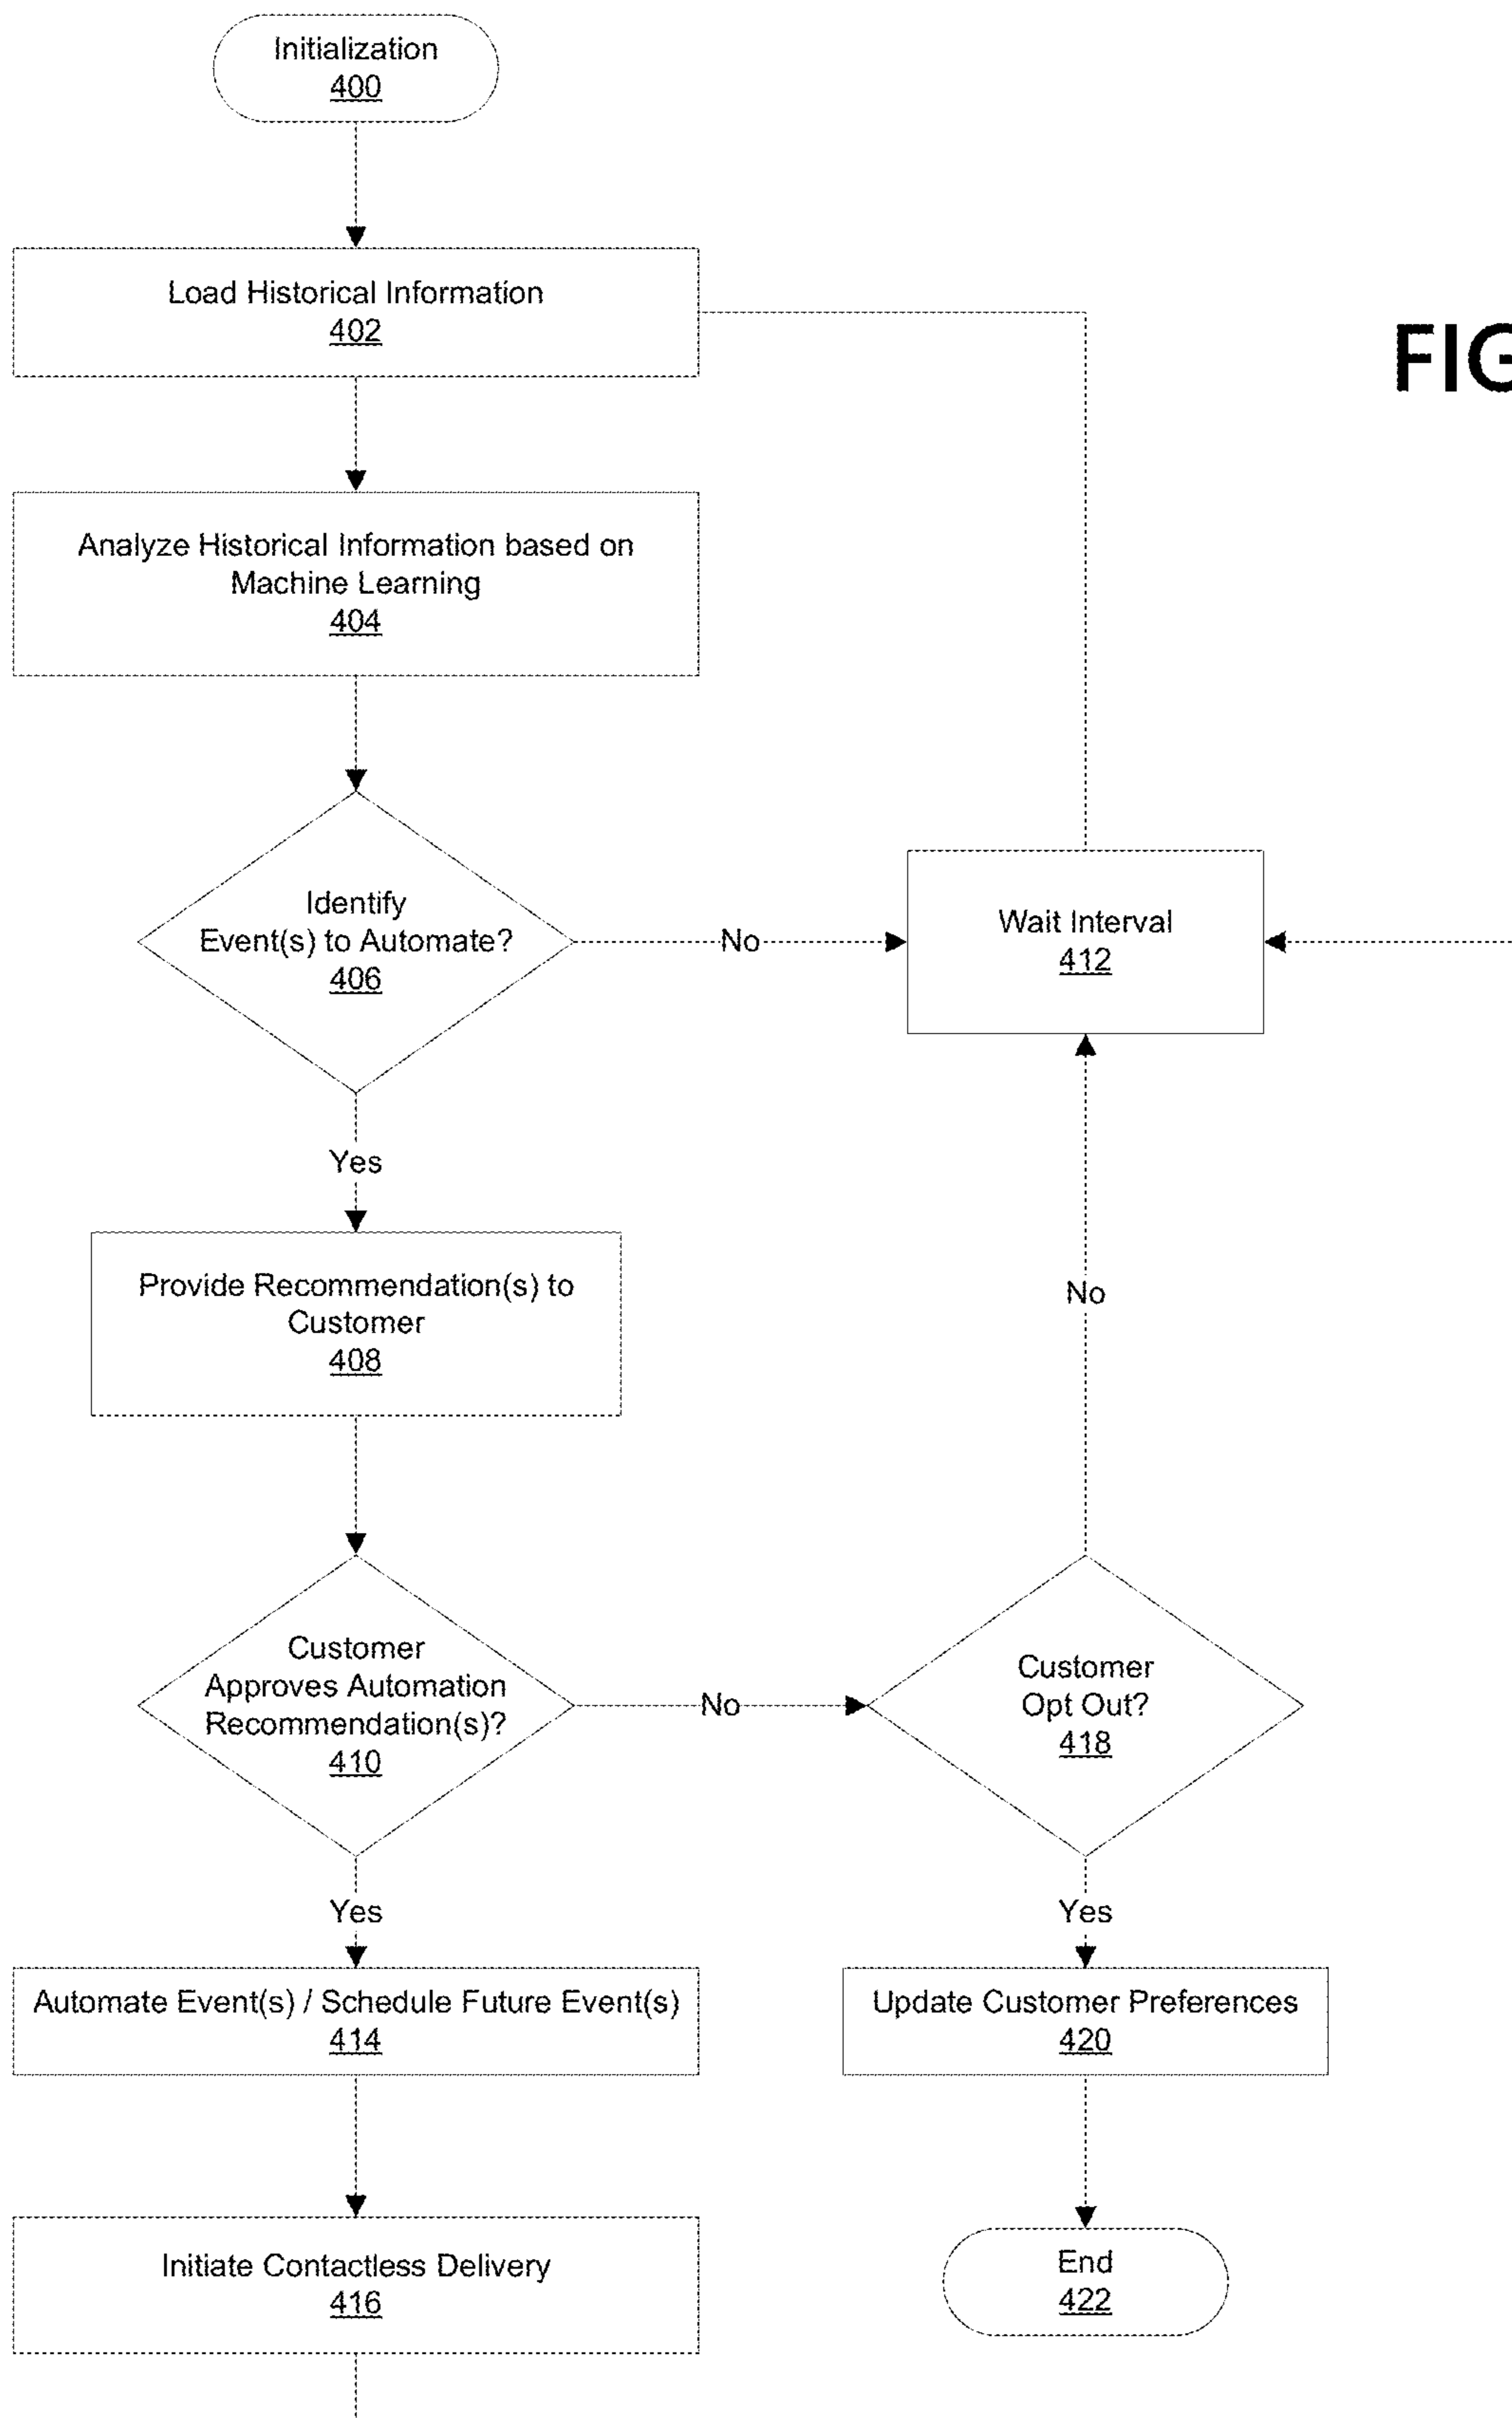 Initialization
400
Load Historical Information
402
FIG
Analyze Historical Information based on
Machine Learning
404
Identify
Event(s) to Automate?
406
No
Wait Interval
412
Yes
Provide Recommendation(s) to
Customer
408
No
Customer
Approves Automation
Recommendation(s)?
410
No
Customer
Opt Out?
418
Yes
Yes
Automate Event(s) / Schedule Future Event(s)
414
Update Customer Preferences
420
Initiate Contactless Delivery
416
End
422